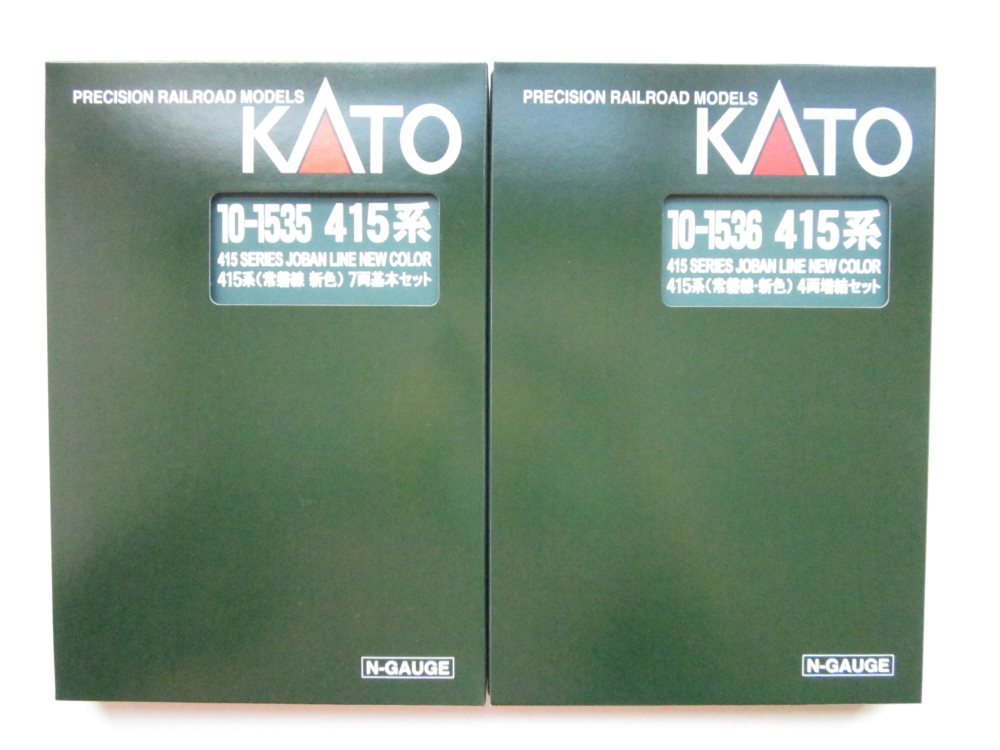 PRECISION RAILROAD MODELS
KATO
10-1535 415系
415 SERIES JOBAN LINE NEW COLOR
415系(常磐線・新色)7両基本セット
N-GAUGE
PRECISION RAILROAD MODELS
KATO
10-1536 415系
415 SERIES JOBAN LINE NEW COLOR
415系(常磐線・新色)4両増結セット
N-GAUGE